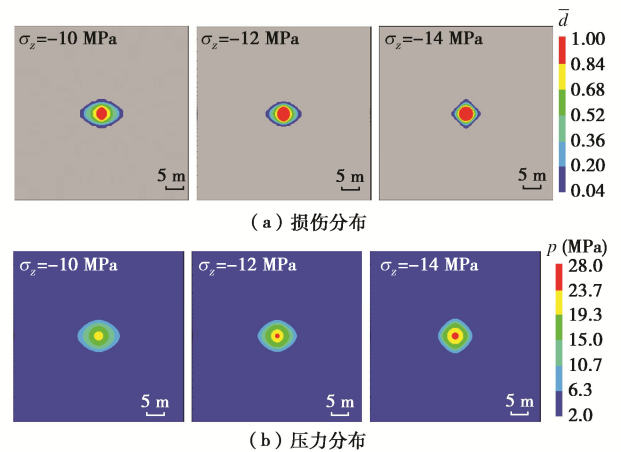 σz=−10 MPa
σz=−12 MPa
σz=−14 MPa
d̅
1.00
0.84
0.68
0.52
0.36
0.20
0.04
5 m
5 m
5 m
（a）损伤分布
σz=−10 MPa
σz=−12 MPa
σz=−14 MPa
p (MPa)
28.0
23.7
19.3
15.0
10.7
6.3
2.0
5 m
5 m
5 m
（b）压力分布